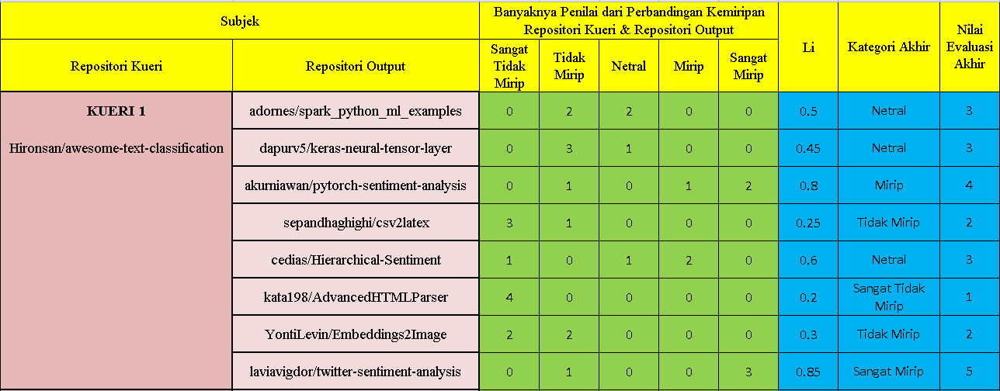 Subjek
Banyaknya Penilai dari Perbandingan Kemiripan
Repositori Kueri & Repositori Output
Li
Kategori Akhir
Nilai
Evaluasi
Akhir
Repositori Kueri
Repositori Output
Sangat
Tidak
Mirip
Tidak
Mirip
Netral
Mirip
Sangat
Mirip
KUERI 1
Hironsan/awesome-text-classification
adornes/spark_python_ml_examples 0 2 2 0 0 0.5 Netral 3
dapurv5/keras-neural-tensor-layer 0 3 1 0 0 0.45 Netral 3
akurniawan/pytorch-sentiment-analysis 0 1 0 1 2 0.8 Mirip 4
sepandhaghighi/csv2latex 3 1 0 0 0 0.25 Tidak Mirip 2
cedias/Hierarchical-Sentiment 1 0 1 2 0 0.6 Netral 3
kata198/AdvancedHTMLParser 4 0 0 0 0 0.2 Sangat Tidak
Mirip 1
YontiLevin/Embeddings2Image 2 2 0 0 0 0.3 Tidak Mirip 2
laviavigdor/twitter-sentiment-analysis 0 1 0 0 3 0.85 Sangat Mirip 5